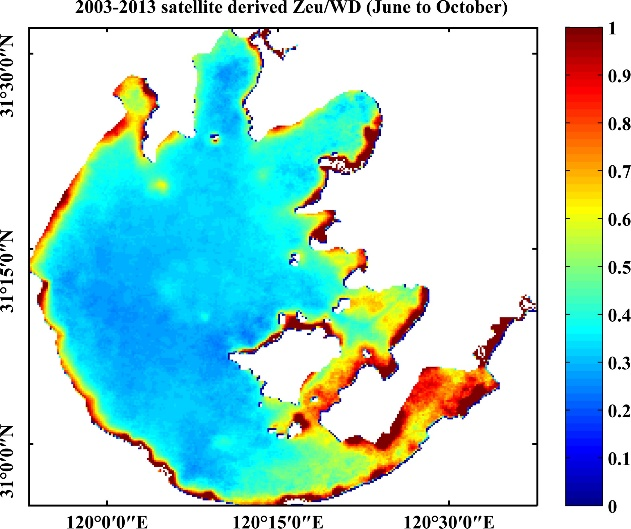 2003-2013 satellite derived Zeu/WD (June to October)
31°30'0"N
31°15'0"N
31°0'0"N
120°0'0"E
120°15'0"E
120°30'0"E
1
0.9
0.8
0.7
0.6
0.5
0.4
0.3
0.2
0.1
0